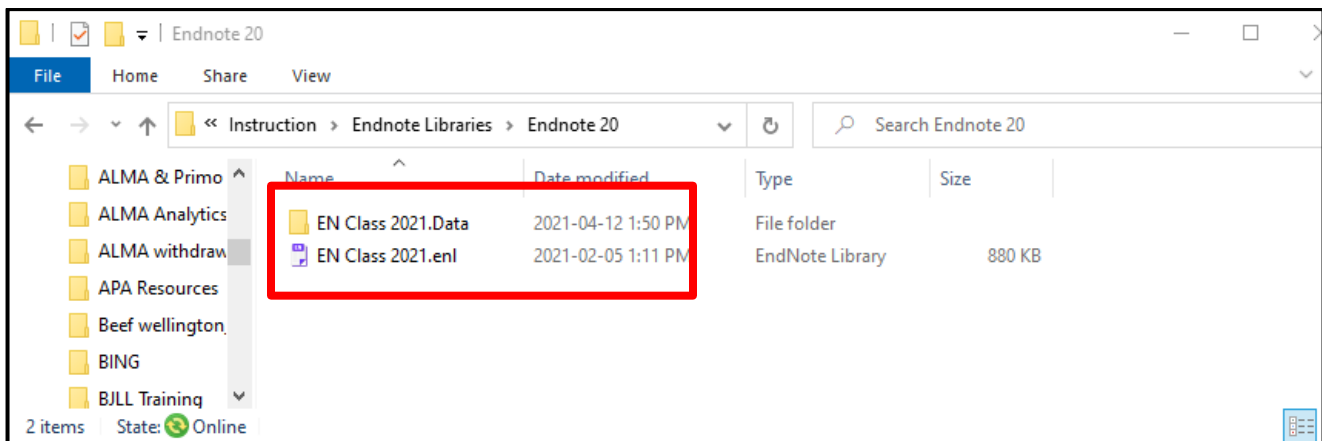 Endnote 20
File Home Share View
« Instruction > Endnote Libraries > Endnote 20 Search Endnote 20
Name Date modified Type Size
ALMA & Primo
ALMA Analytics
ALMA withdraw
APA Resources
Beef wellington_
BING
BJLL Training
EN Class 2021.Data 2021-04-12 1:50 PM File folder
EN Class 2021.enl 2021-02-05 1:11 PM EndNote Library 880 KB
2 items State: Online